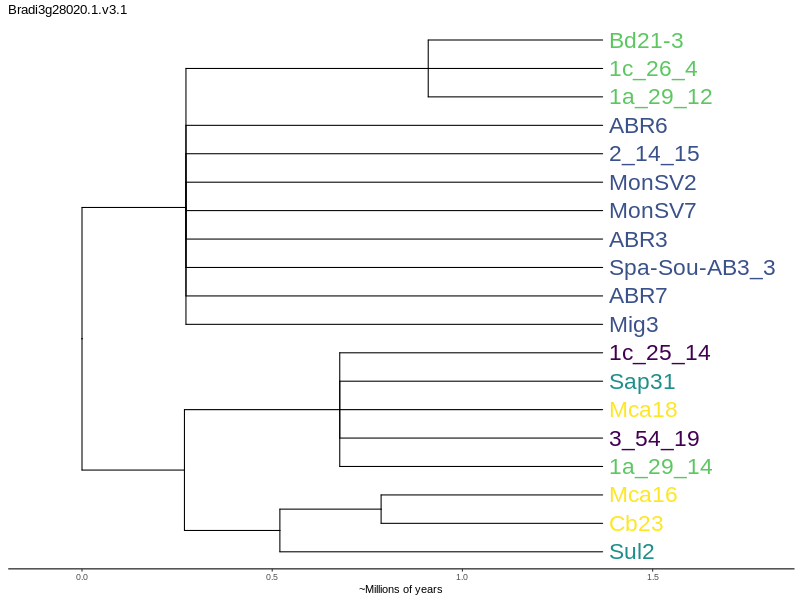 Bradi3g28020.1.v3.1
Bd21-3
1c_26_4
1a_29_12
ABR6
2_14_15
MonSV2
MonSV7
ABR3
Spa-Sou-AB3_3
ABR7
Mig3
1c_25_14
Sap31
Mca18
3_54_19
1a_29_14
Mca16
Cb23
Sul2
0.0 0.5 1.0 1.5
~Millions of years